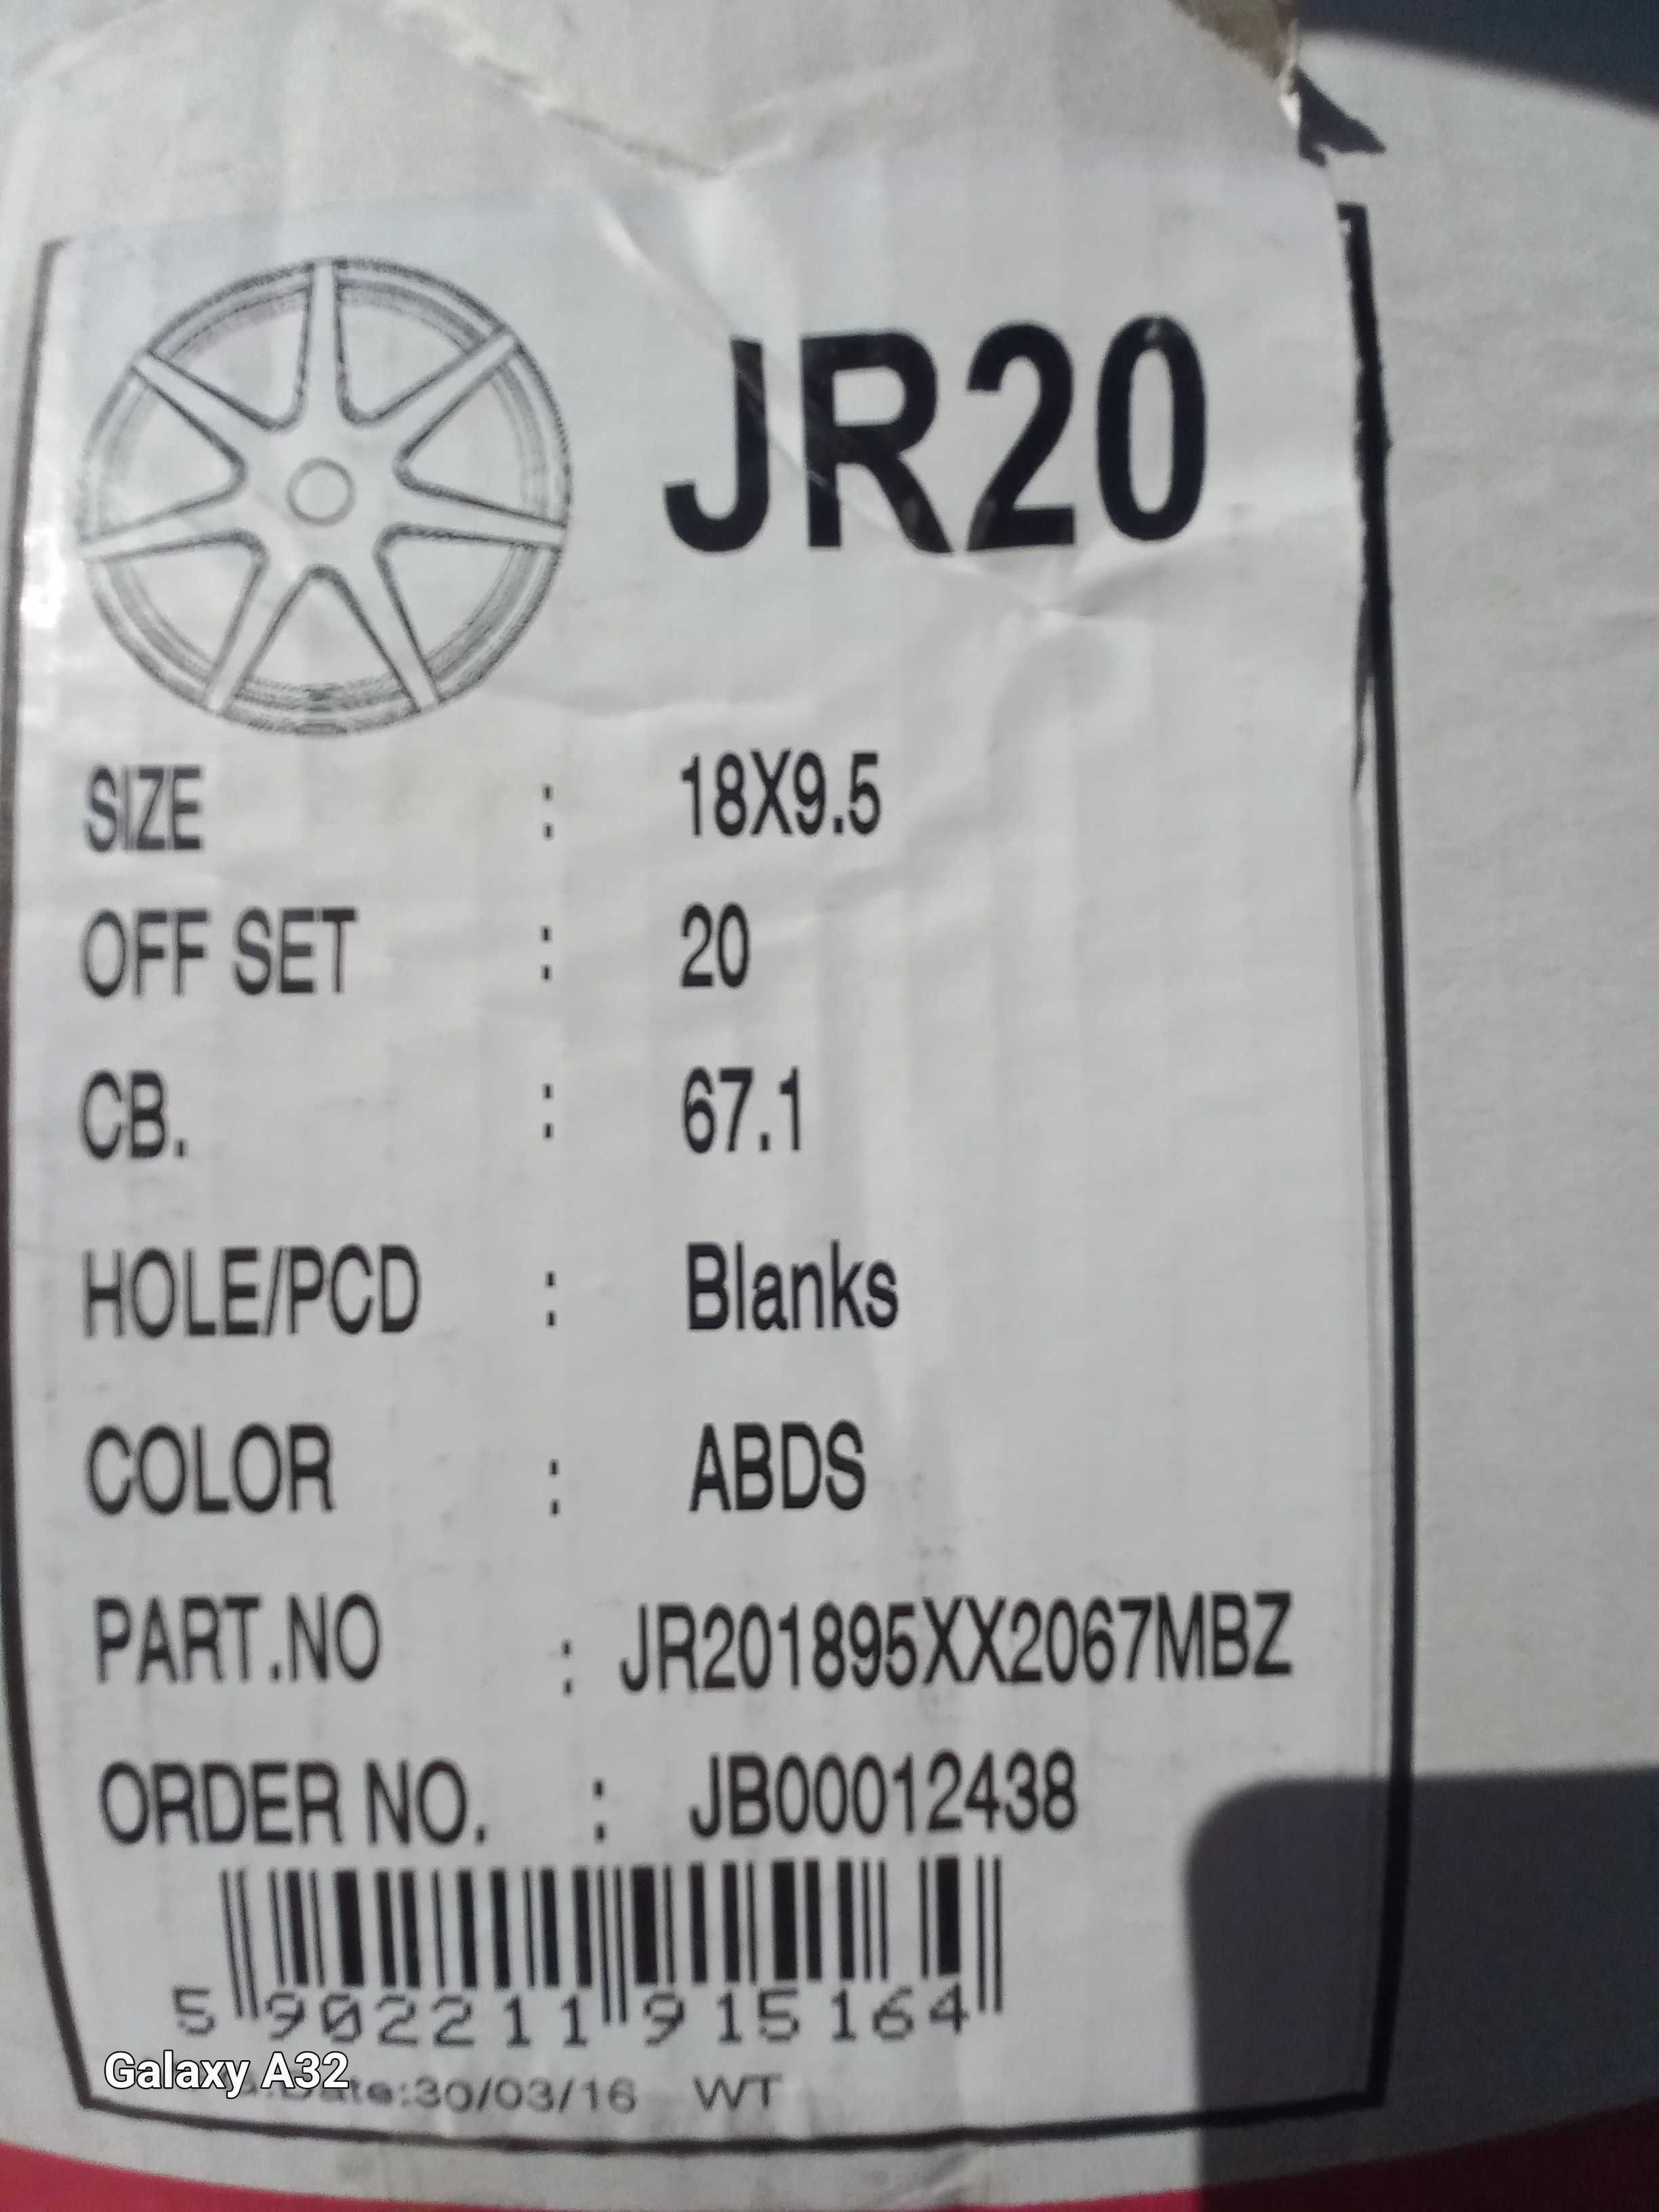 JR20
SIZE : 18X9.5
OFF SET : 20
CB. : 67.1
HOLE/PCD : Blanks
COLOR : ABDS
PART.NO : JR201895XX2067MBZ
ORDER NO. : JB00012438
5 902211 915164
Galaxy A32
Date:30/03/16 WT